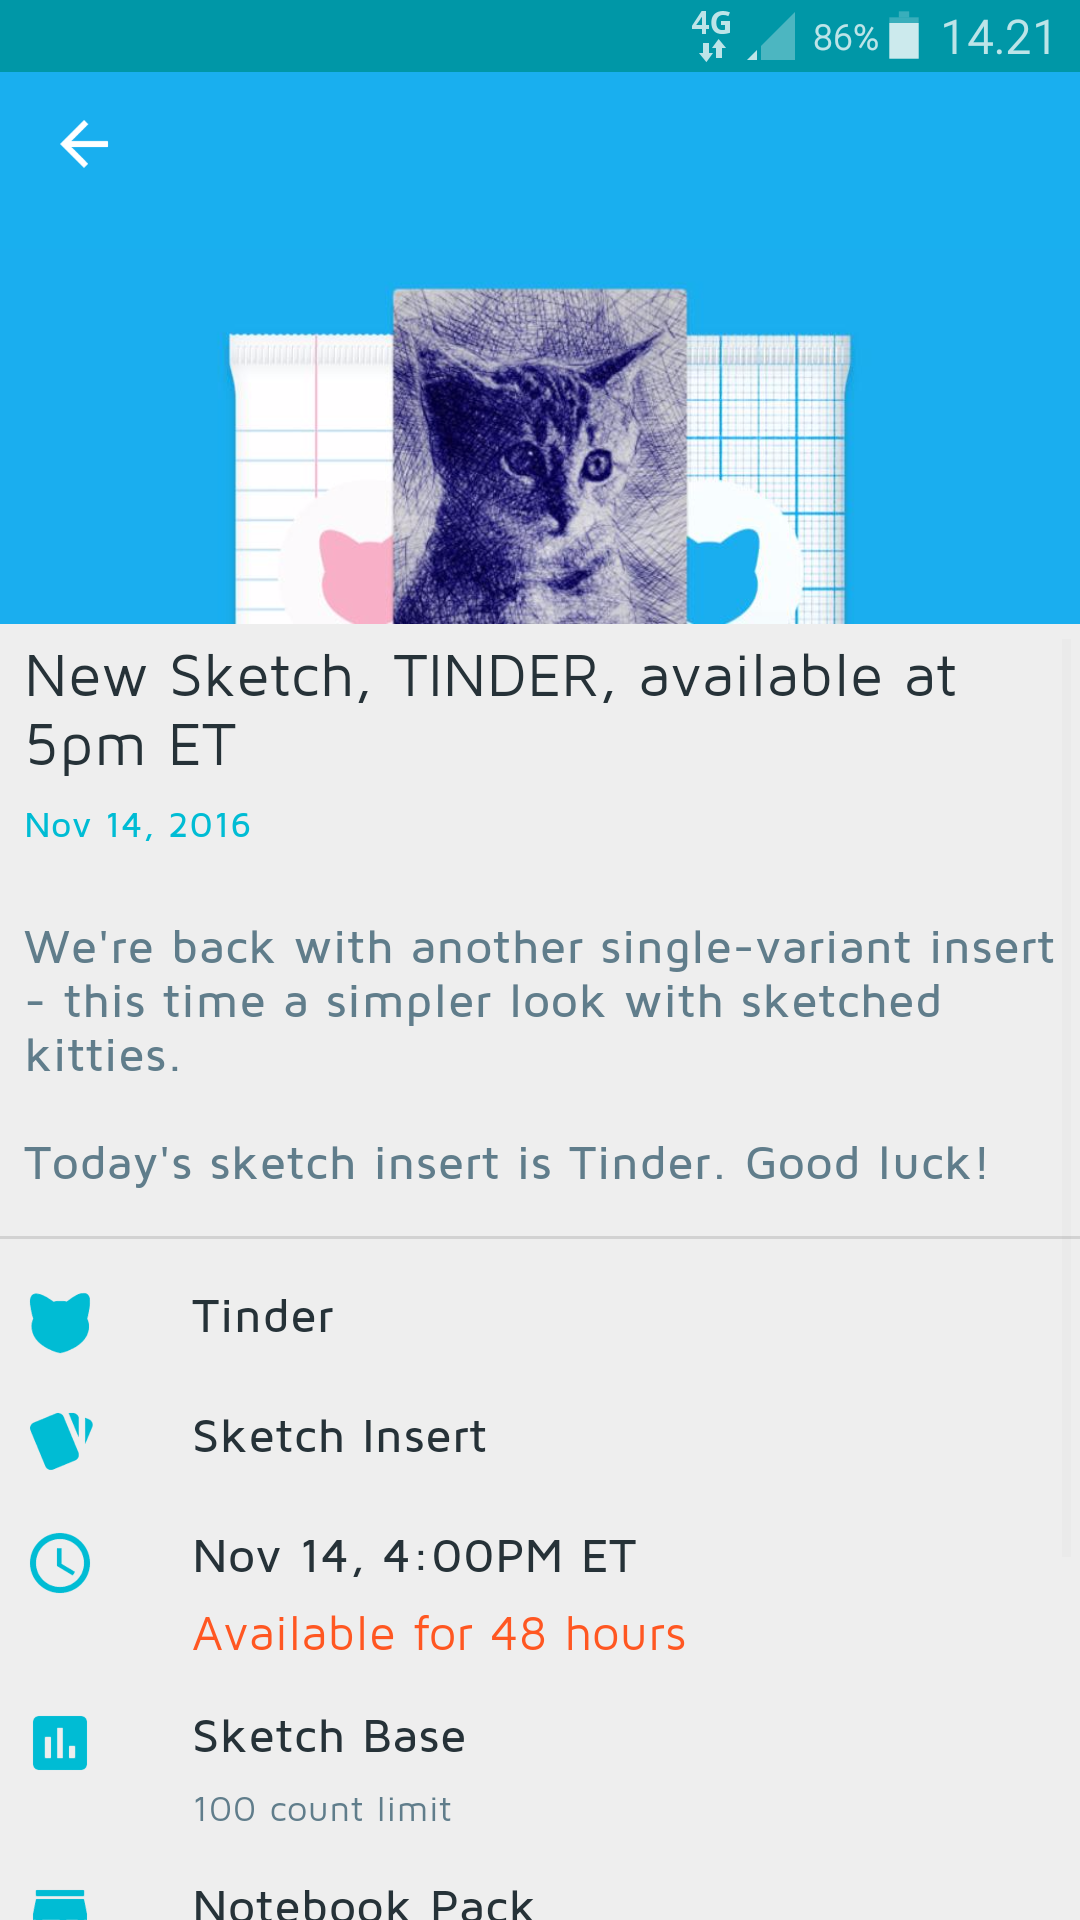 4G 86% 14.21
New Sketch, TINDER, available at
5pm ET
Nov 14, 2016
We're back with another single-variant insert
- this time a simpler look with sketched
kitties.
Today's sketch insert is Tinder. Good luck!
Tinder
Sketch Insert
Nov 14, 4:00PM ET
Available for 48 hours
Sketch Base
100 count limit
Notebook Pack